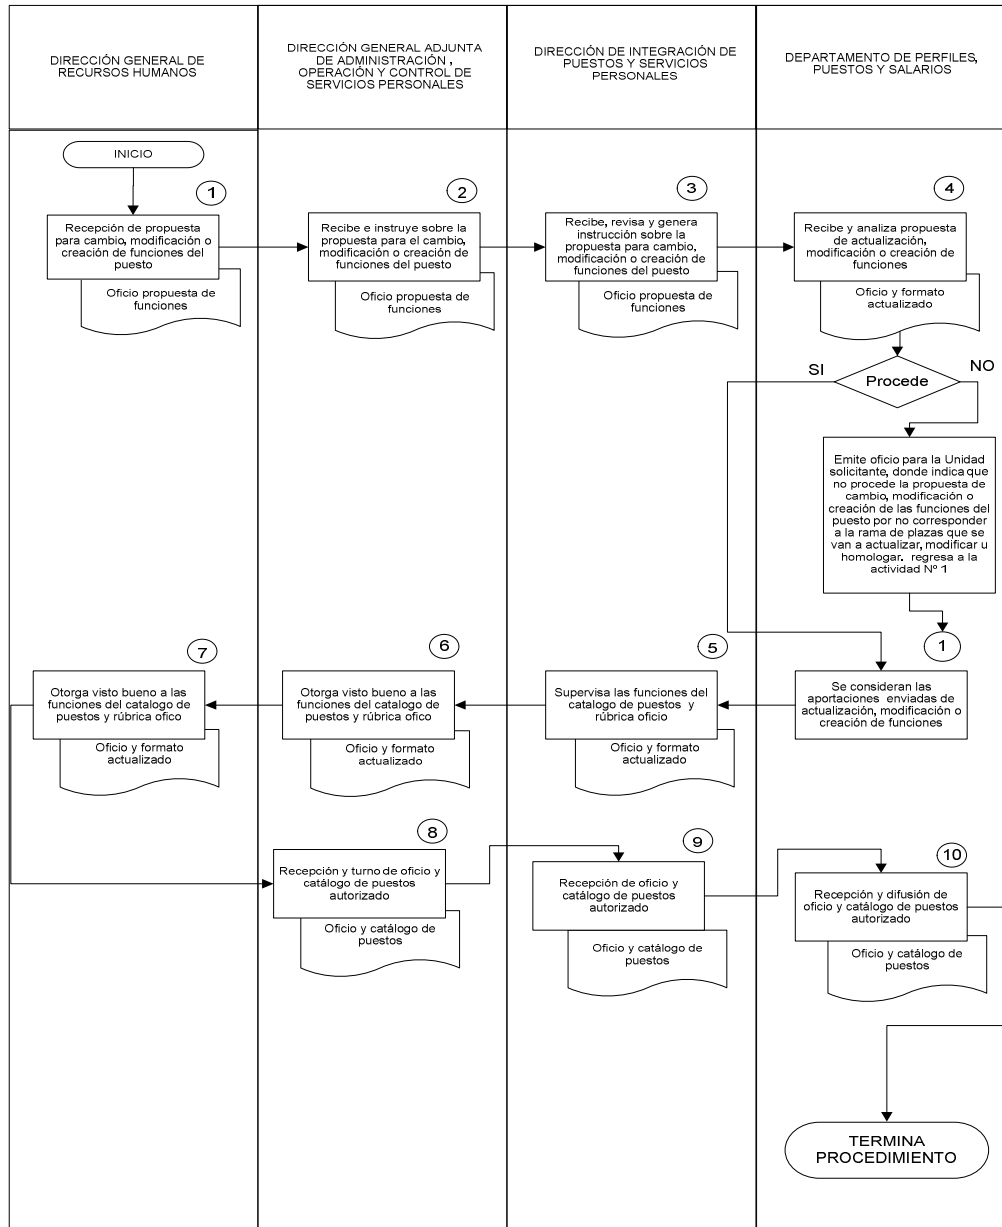 DIRECCIÓN GENERAL DE
RECURSOS HUMANOS
DIRECCIÓN GENERAL ADJUNTA
DE ADMINISTRACIÓN ,
OPERACIÓN Y CONTROL DE
SERVICIOS PERSONALES
DIRECCIÓN DE INTEGRACIÓN DE
PUESTOS Y SERVICIOS
PERSONALES
DEPARTAMENTO DE PERFILES,
PUESTOS Y SALARIOS
INICIO
1
Recepción de propuesta
para cambio, modificación o
creación de funciones del
puesto
Oficio propuesta de
funciones
2
Recibe e instruye sobre la
propuesta para el cambio,
modificación o creación de
funciones del puesto
Oficio propuesta de
funciones
3
Recibe, revisa y genera
instrucción sobre la
propuesta para cambio,
modificación o creación de
funciones del puesto
Oficio propuesta de
funciones
4
Recibe y analiza propuesta
de actualización,
modificación o creación de
funciones
Oficio y formato
actualizado
SI
Procede
NO
Emite oficio para la Unidad
solicitante, donde indica que
no procede la propuesta de
cambio, modificación o
creación de las funciones del
puesto por no corresponder
a la rama de plazas que se
van a actualizar, modificar u
homologar. regresa a la
actividad Nº 1
1
Se consideran las
aportaciones enviadas de
actualización, modificación o
creación de funciones
5
Supervisa las funciones del
catalogo de puestos y
rúbrica oficio
Oficio y formato
actualizado
6
Otorga visto bueno a las
funciones del catalogo de
puestos y rúbrica ofico
Oficio y formato
actualizado
7
Otorga visto bueno a las
funciones del catalogo de
puestos y rúbrica ofico
Oficio y formato
actualizado
8
Recepción y turno de oficio y
catálogo de puestos
autorizado
Oficio y catálogo de
puestos
9
Recepción de oficio y
catálogo de puestos
autorizado
Oficio y catálogo de
puestos
10
Recepción y difusión de
oficio y catálogo de puestos
autorizado
Oficio y catálogo de
puestos
TERMINA
PROCEDIMIENTO